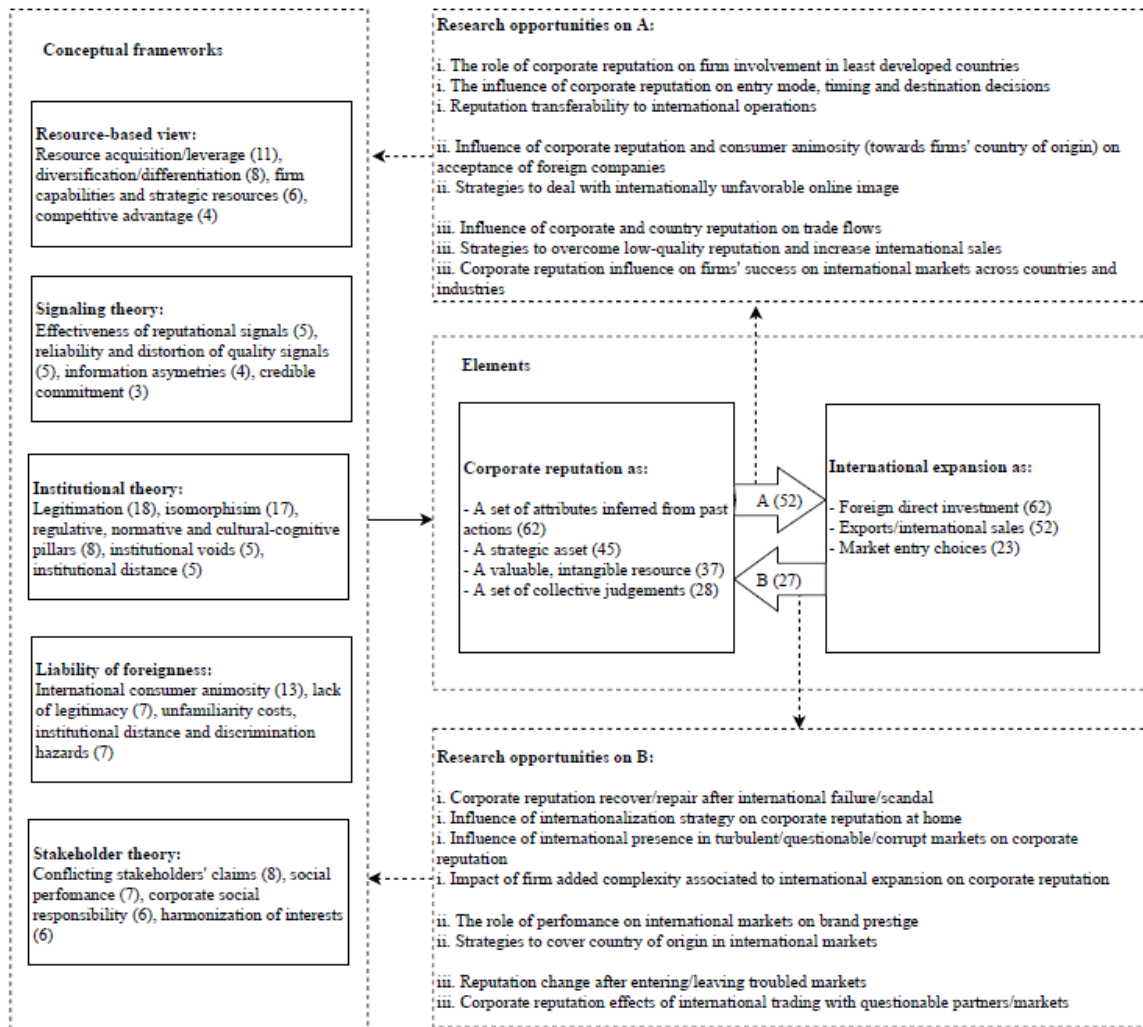 Conceptual frameworks
Resource-based view:
Resource acquisition/leverage (11),
diversification/differentiation (8), firm
capabilities and strategic resources (6),
competitive advantage (4)
Signaling theory:
Effectiveness of reputational signals (5),
reliability and distortion of quality signals
(5), information asymetries (4), credible
commitment (3)
Institutional theory:
Legitimation (18), isomorphisim (17),
regulative, normative and cultural-cognitive
pillars (8), institutional voids (5),
institutional distance (5)
Liability of foreignness:
International consumer animosity (13), lack
of legitimacy (7), unfamiliarity costs,
institutional distance and discrimination
hazards (7)
Stakeholder theory:
Conflicting stakeholders' claims (8), social
perfomance (7), corporate social
responsibility (6), harmonization of interests
(6)
Research opportunities on A:
i. The role of corporate reputation on firm involvement in least developed countries
i. The influence of corporate reputation on entry mode, timing and destination decisions
i. Reputation transferability to international operations
ii. Influence of corporate reputation and consumer animosity (towards firms' country of origin) on
acceptance of foreign companies
ii. Strategies to deal with internationally unfavorable online image
iii. Influence of corporate and country reputation on trade flows
iii. Strategies to overcome low-quality reputation and increase international sales
iii. Corporate reputation influence on firms' success on international markets across countries and
industries
Elements
Corporate reputation as:
- A set of attributes inferred from past
actions (62)
- A strategic asset (45)
- A valuable, intangible resource (37)
- A set of collective judgements (28)
A (52)
B (27)
International expansion as:
- Foreign direct investment (62)
- Exports/international sales (52)
- Market entry choices (23)
Research opportunities on B:
i. Corporate reputation recover/repair after international failure/scandal
i. Influence of internationalization strategy on corporate reputation at home
i. Influence of international presence in turbulent/questionable/corrupt markets on corporate
reputation
i. Impact of firm added complexity associated to international expansion on corporate reputation
ii. The role of perfomance on international markets on brand prestige
ii. Strategies to cover country of origin in international markets
iii. Reputation change after entering/leaving troubled markets
iii. Corporate reputation effects of international trading with questionable partners/markets